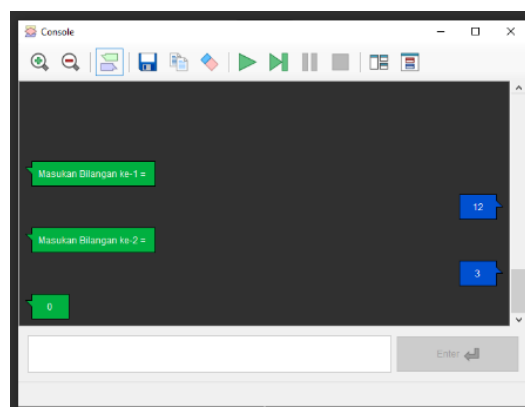 Console
Masukan Bilangan ke-1 =
12
Masukan Bilangan ke-2 =
3
0
Enter